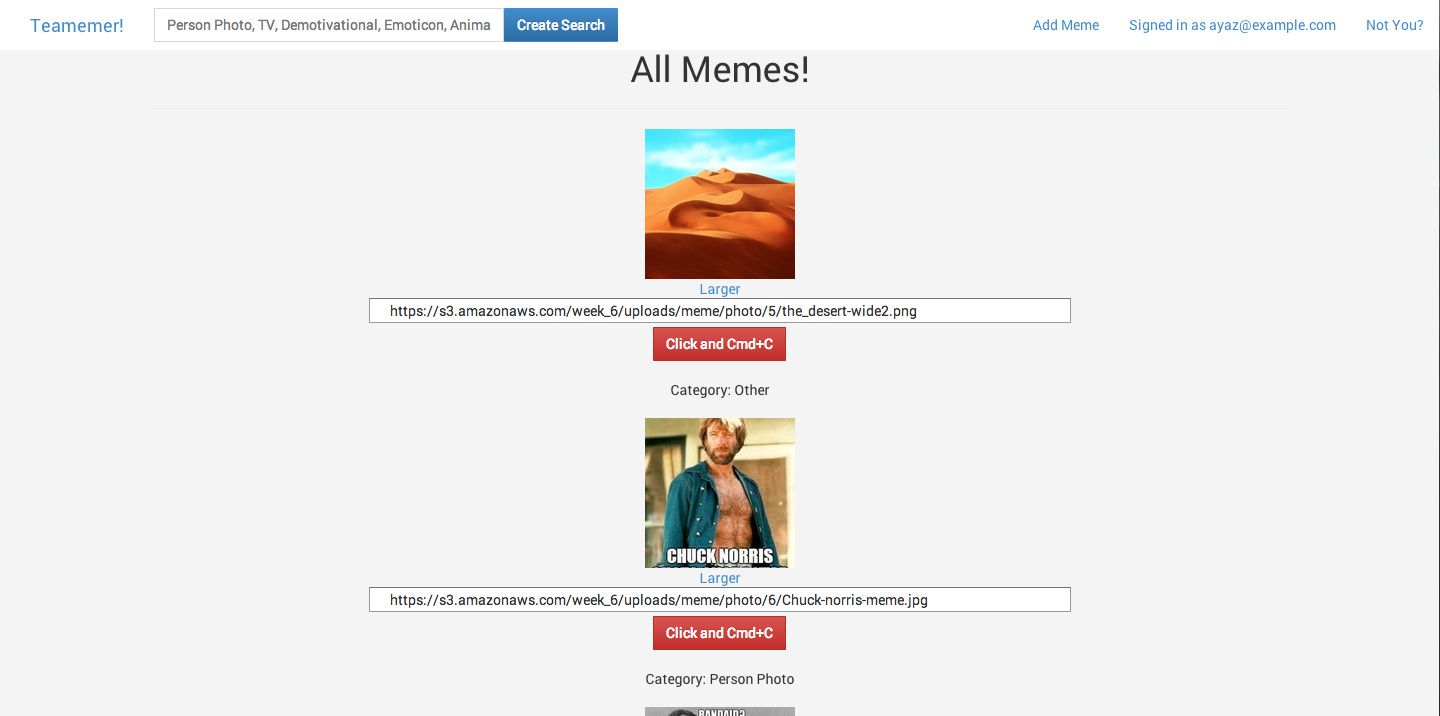 Teamemer!
Person Photo, TV, Demotivational, Emoticon, Anima
Create Search
Add Meme
Signed in as ayaz@example.com
Not You?
All Memes!
Larger
https://s3.amazonaws.com/week_6/uploads/meme/photo/5/the_desert-wide2.png
Click and Cmd+C
Category: Other
CHUCK NORRIS
Larger
https://s3.amazonaws.com/week_6/uploads/meme/photo/6/Chuck-norris-meme.jpg
Click and Cmd+C
Category: Person Photo
BANDAID?